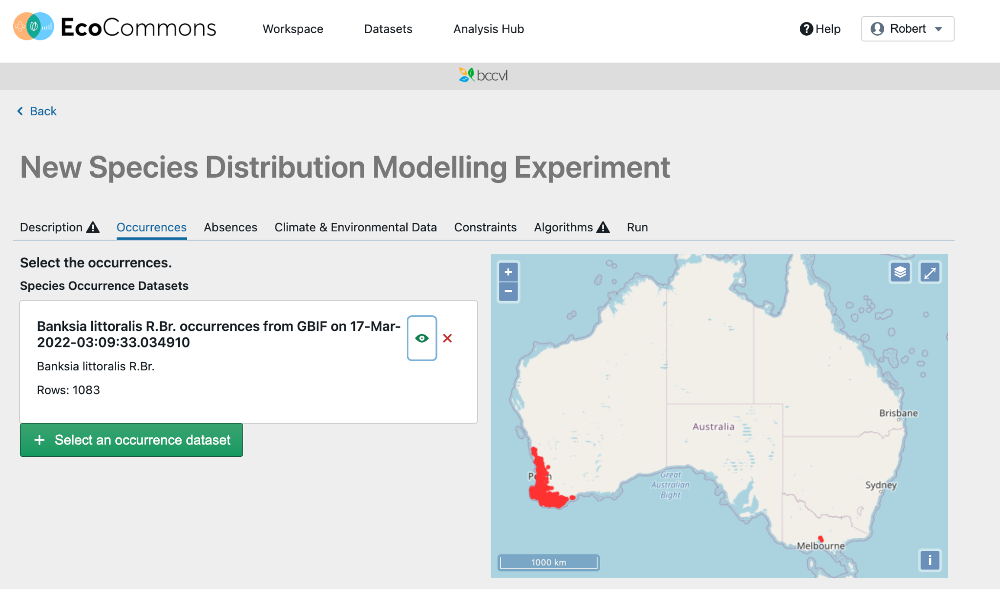 EcoCommons
Workspace
Datasets
Analysis Hub
Help
Robert
bccvl
Back
New Species Distribution Modelling Experiment
Description
Occurrences
Absences
Climate & Environmental Data
Constraints
Algorithms
Run
Select the occurrences.
Species Occurrence Datasets
Banksia littoralis R.Br. occurrences from GBIF on 17-Mar-
2022-03:09:33.034910
Banksia littoralis R.Br.
Rows: 1083
+ Select an occurrence dataset
+
−
Brisbane
Australia
Great
Australian
Bight
Sydney
Melbourne
1000 km
i